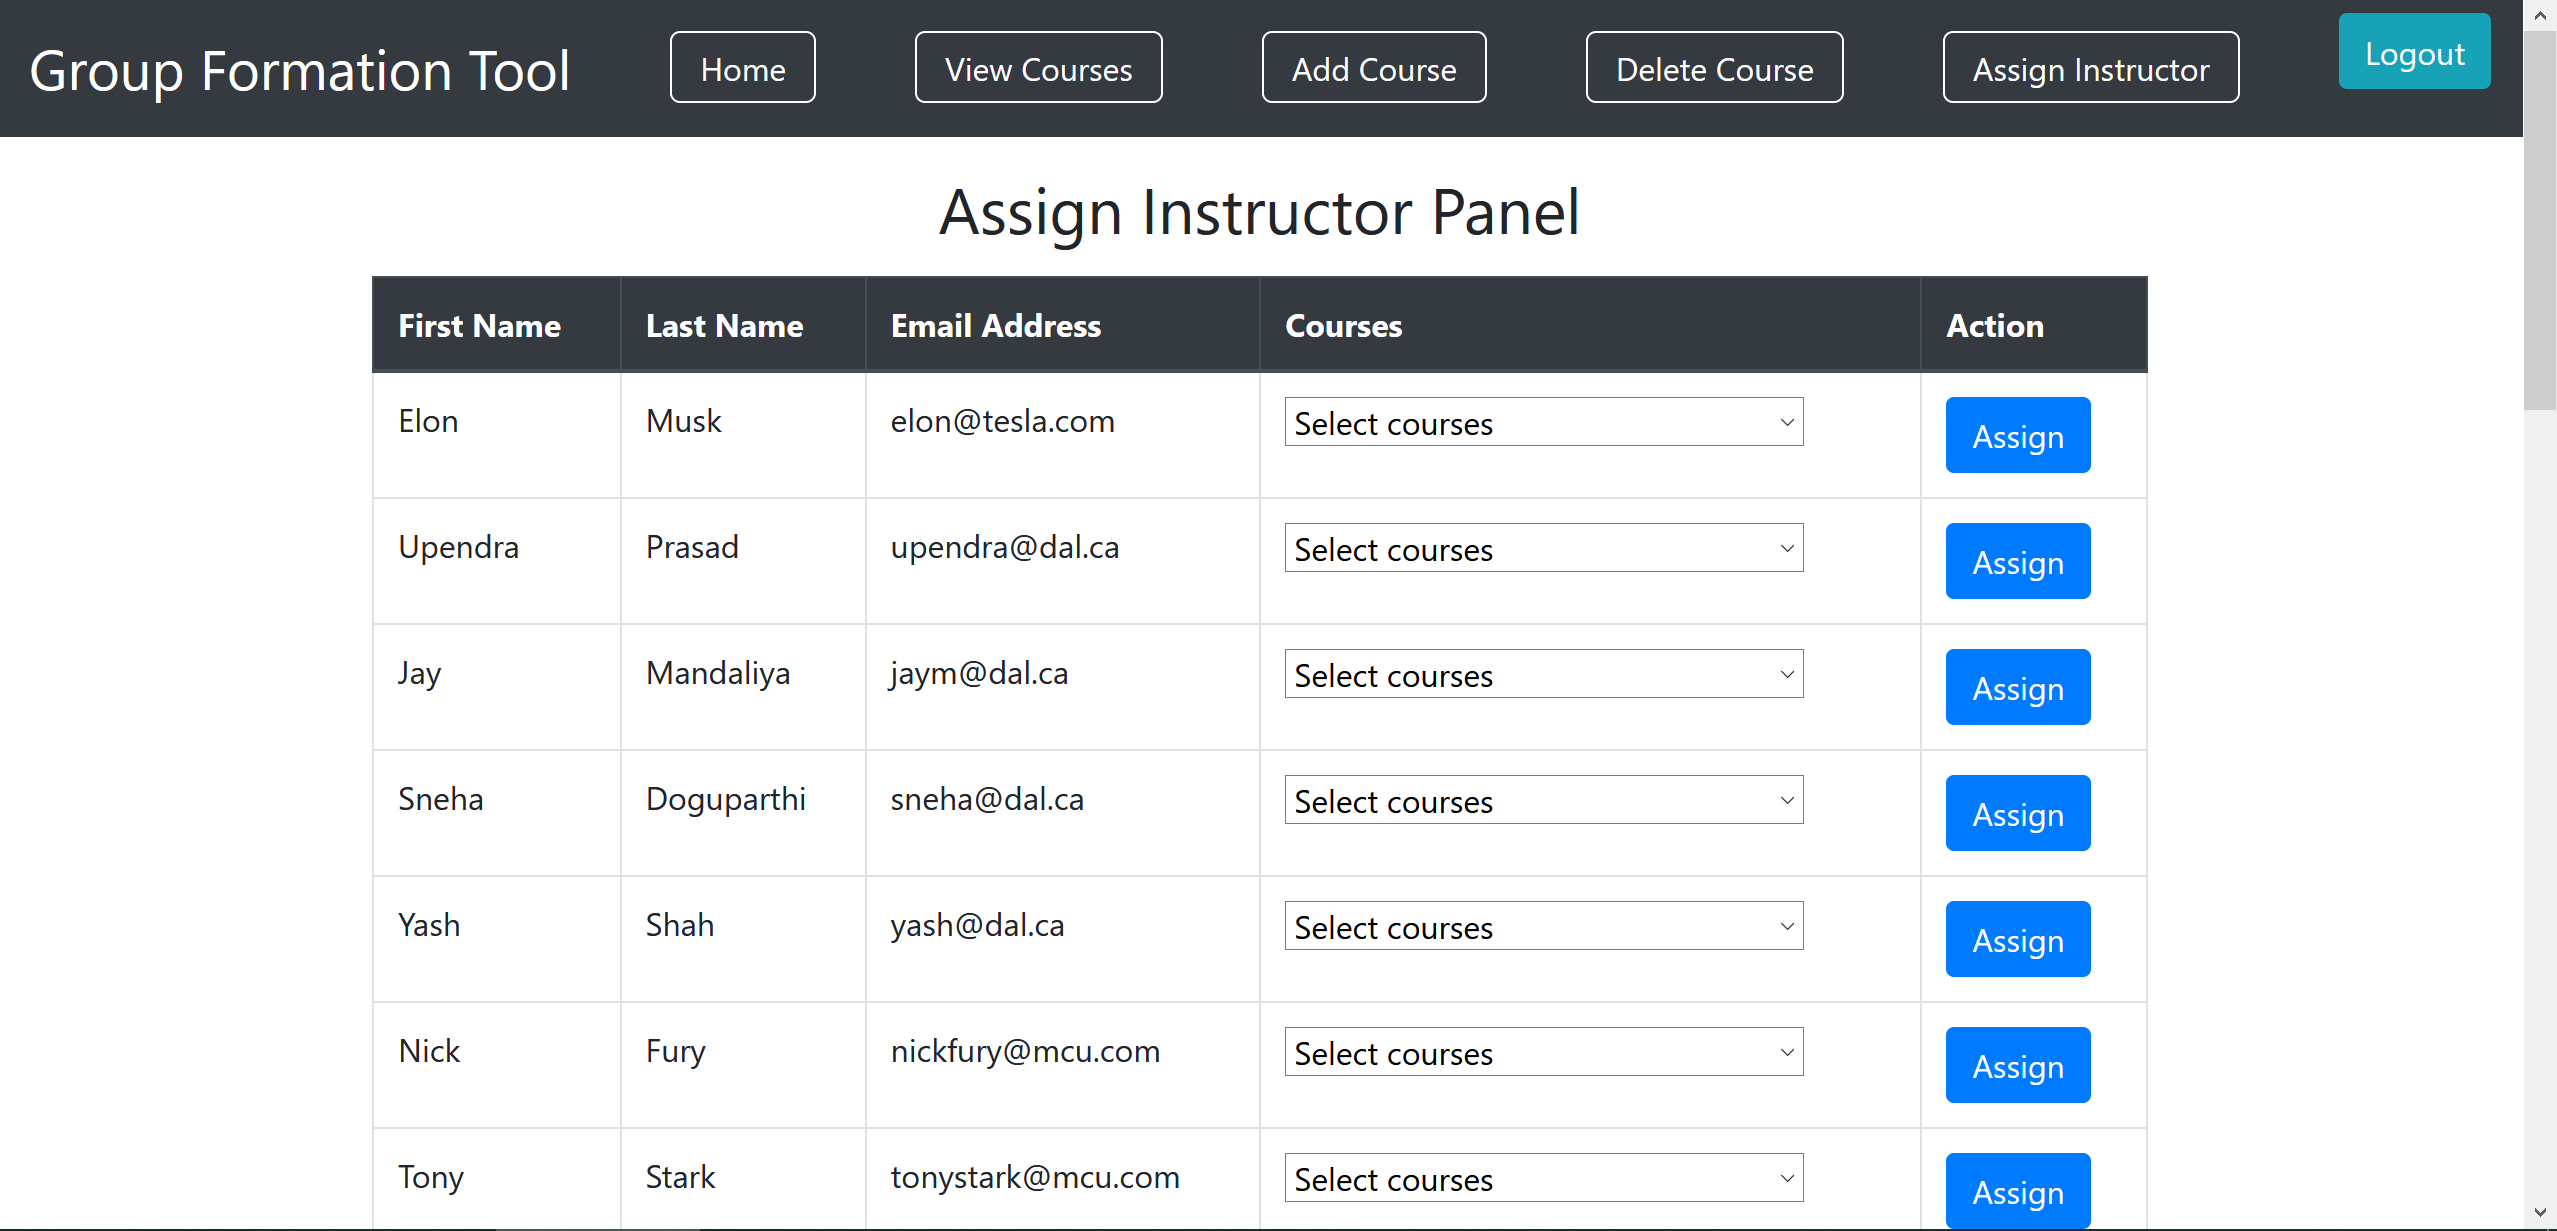 Group Formation Tool Home View Courses Add Course Delete Course Assign Instructor Logout
Assign Instructor Panel
First Name Last Name Email Address Courses Action
Elon Musk elon@tesla.com Select courses Assign
Upendra Prasad upendra@dal.ca Select courses Assign
Jay Mandaliya jaym@dal.ca Select courses Assign
Sneha Doguparthi sneha@dal.ca Select courses Assign
Yash Shah yash@dal.ca Select courses Assign
Nick Fury nickfury@mcu.com Select courses Assign
Tony Stark tonystark@mcu.com Select courses Assign